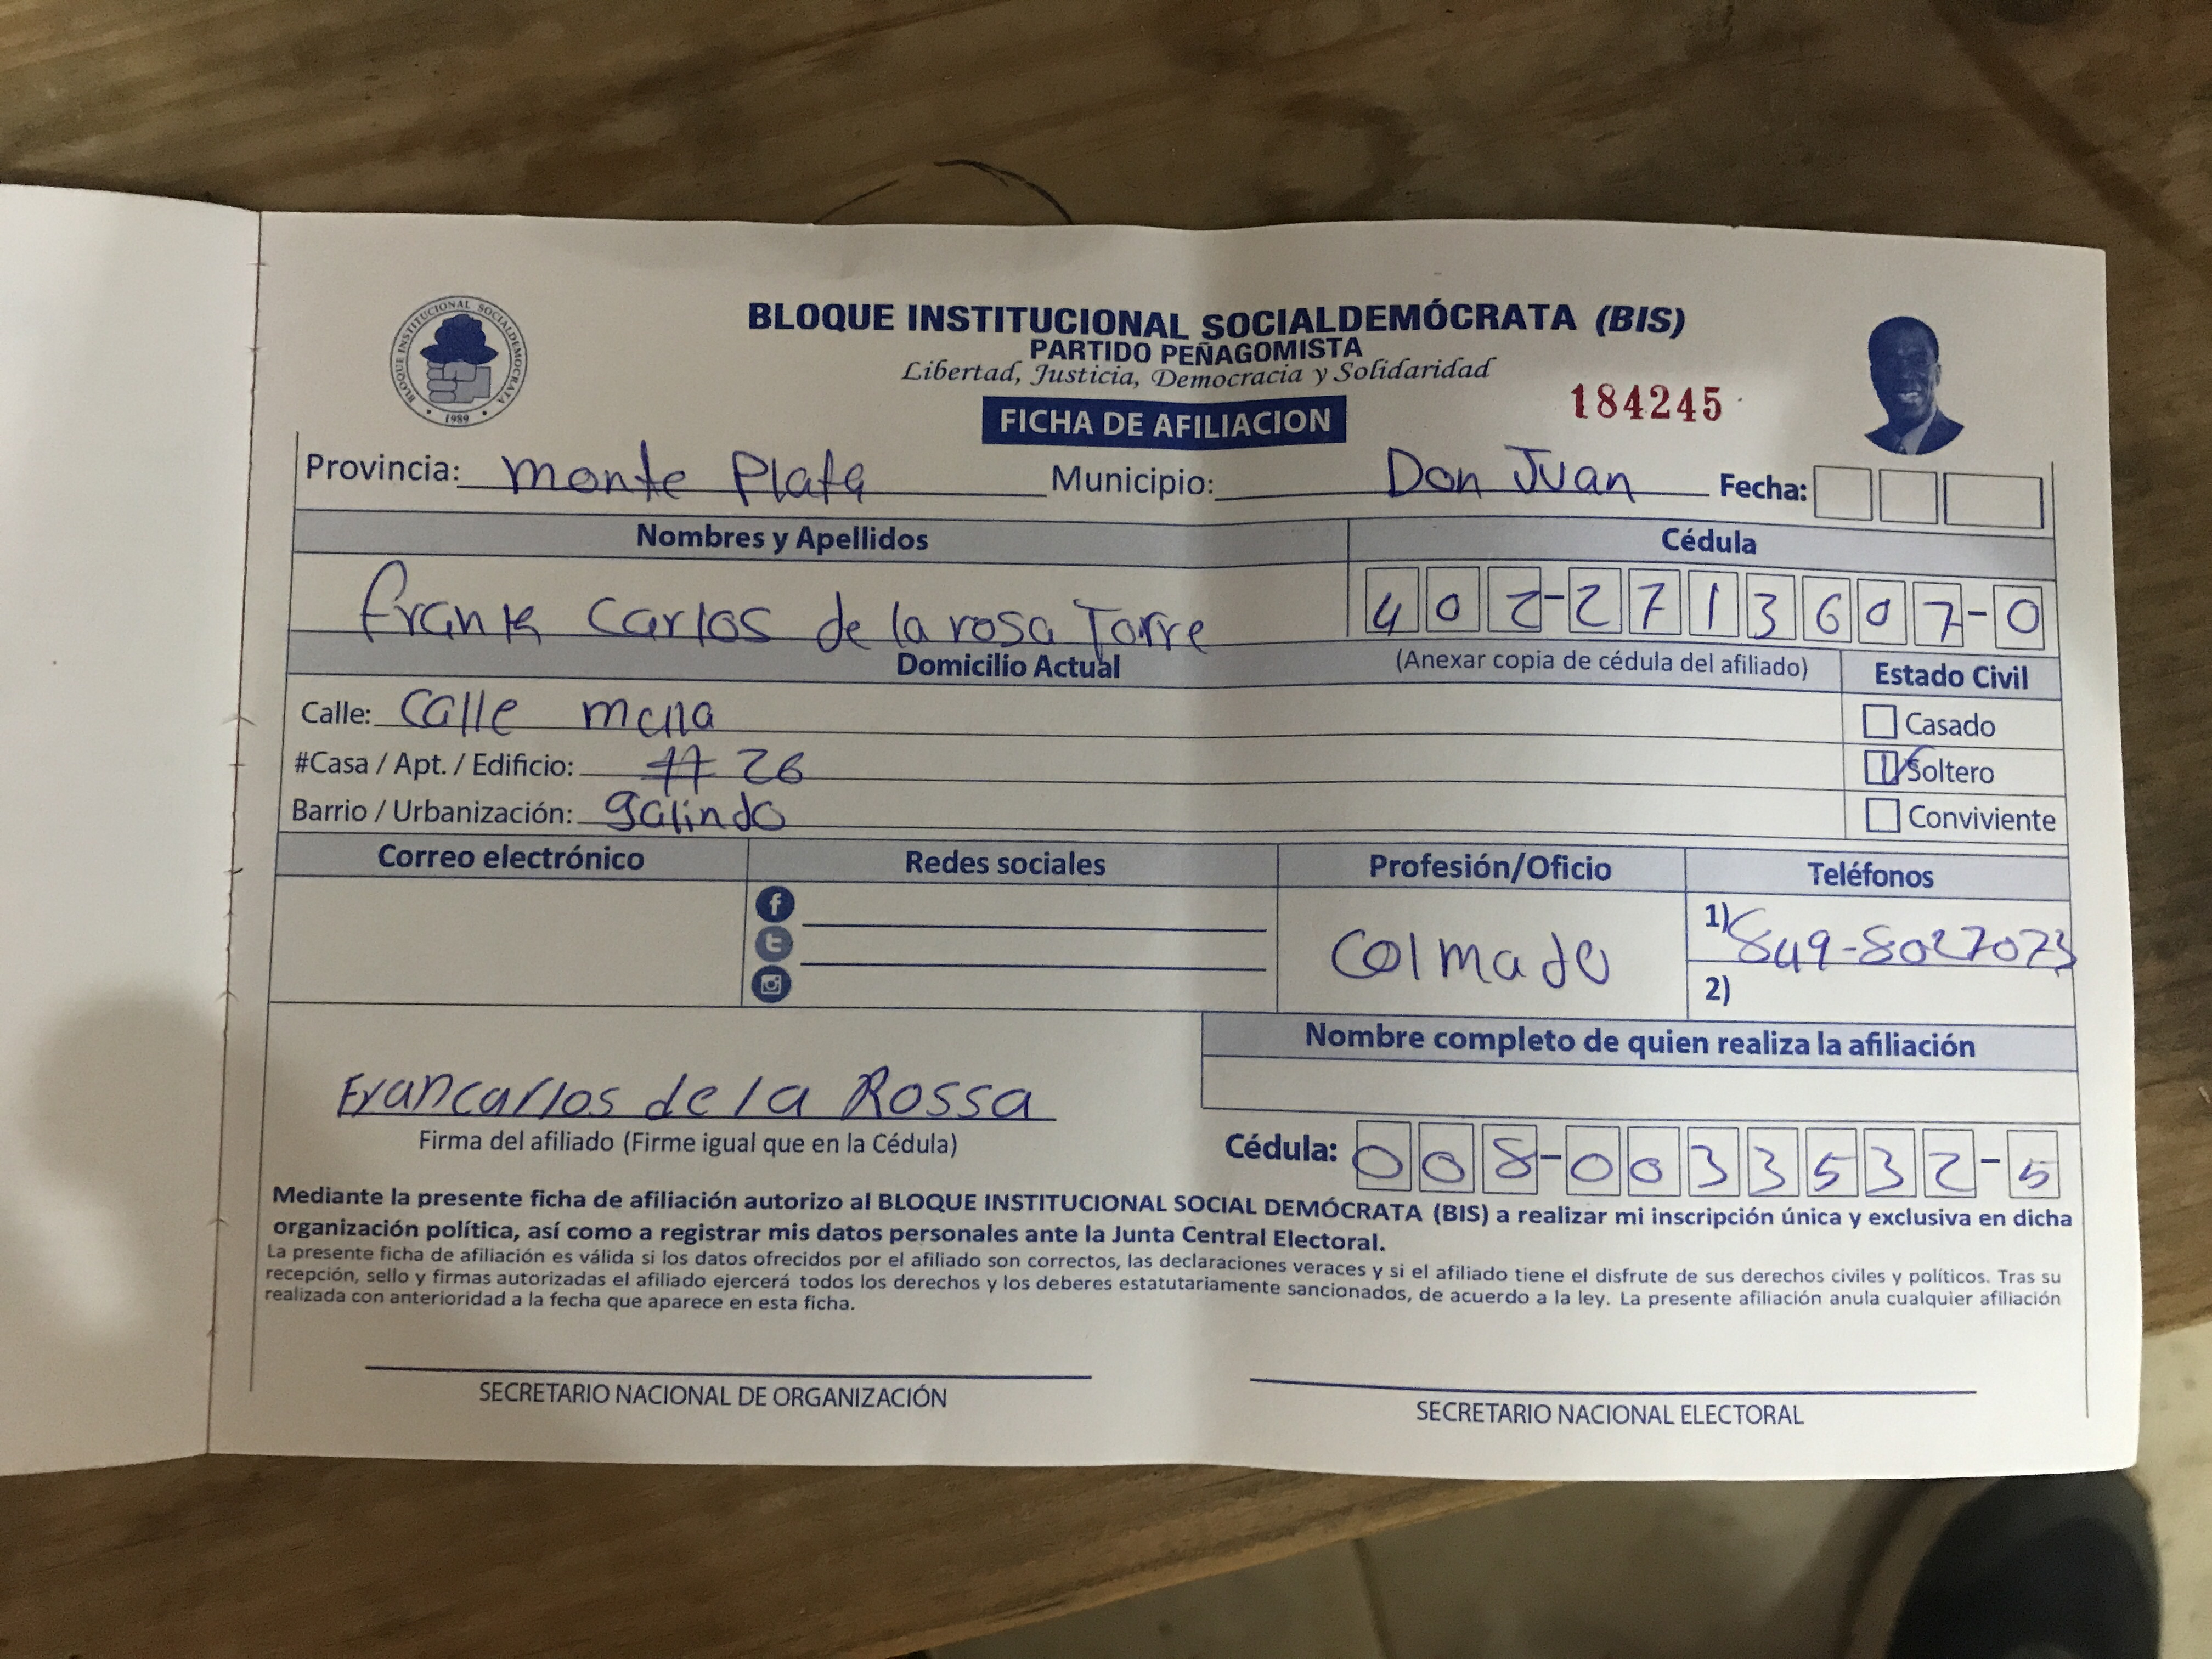 BLOQUE INSTITUCIONAL SOCIALDEMOCRATA
1989
BLOQUE INSTITUCIONAL SOCIALDEMÓCRATA (BIS)
PARTIDO PEÑAGOMISTA
Libertad, Justicia, Democracia y Solidaridad
FICHA DE AFILIACION
184245
Provincia: Monte Plata Municipio: Don Juan Fecha:
Nombres y Apellidos Cédula
Frank Carlos de la rosa Torre 402-2713607-0
Domicilio Actual (Anexar copia de cédula del afiliado) Estado Civil
Calle: Calle mella Casado
#Casa / Apt. / Edificio: # 26 Soltero
Barrio / Urbanización: galindo Conviviente
Correo electrónico Redes sociales Profesión/Oficio Teléfonos
Colmado 1) 849-8027073
2)
Nombre completo de quien realiza la afiliación
Francarlos de la Rossa
Firma del afiliado (Firme igual que en la Cédula) Cédula: 008-0033532-5
Mediante la presente ficha de afiliación autorizo al BLOQUE INSTITUCIONAL SOCIAL DEMÓCRATA (BIS) a realizar mi inscripción única y exclusiva en dicha
organización política, así como a registrar mis datos personales ante la Junta Central Electoral.
La presente ficha de afiliación es válida si los datos ofrecidos por el afiliado son correctos, las declaraciones veraces y si el afiliado tiene el disfrute de sus derechos civiles y políticos. Tras su
recepción, sello y firmas autorizadas el afiliado ejercerá todos los derechos y los deberes estatutariamente sancionados, de acuerdo a la ley. La presente afiliación anula cualquier afiliación
realizada con anterioridad a la fecha que aparece en esta ficha.
SECRETARIO NACIONAL DE ORGANIZACIÓN SECRETARIO NACIONAL ELECTORAL